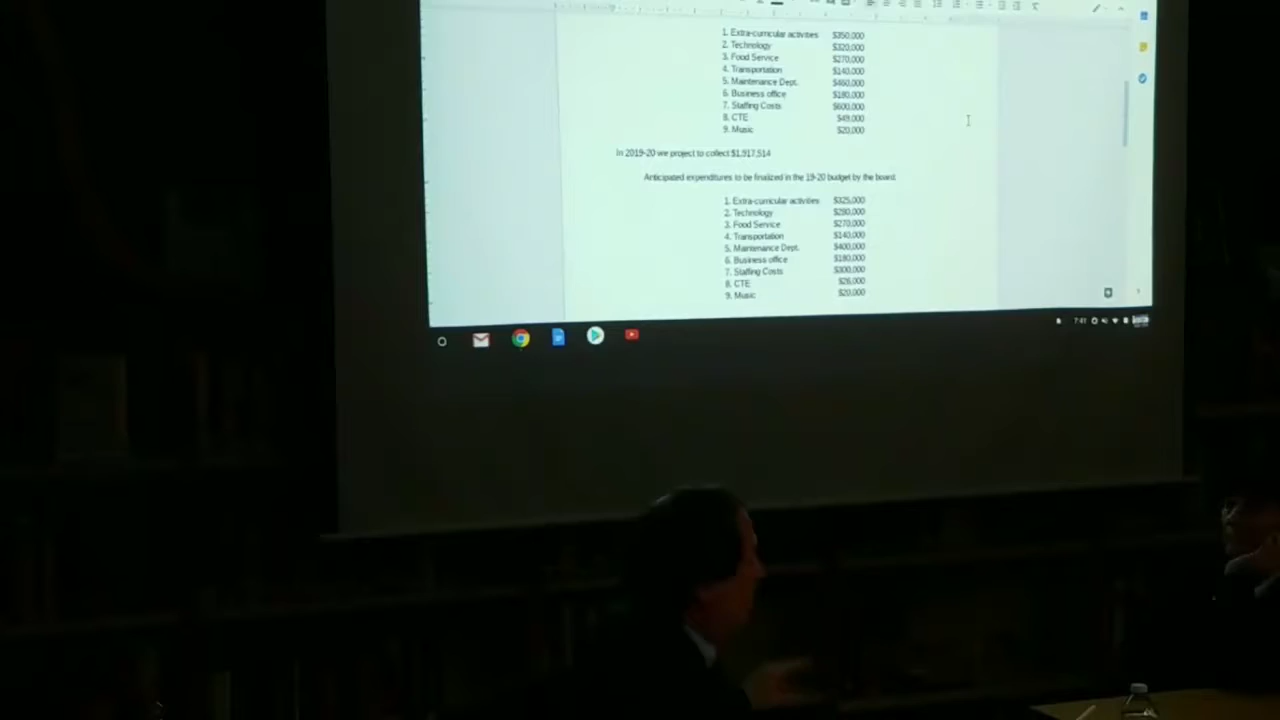 1. Extra-curricular activities $350,000
2. Technology $320,000
3. Food Service $270,000
4. Transportation $140,000
5. Maintenance Dept. $460,000
6. Business office $180,000
7. Staffing Costs $600,000
8. CTE $49,000
9. Music $20,000
In 2019-20 we project to collect $1,917,514
Anticipated expenditures to be finalized in the 19-20 budget by the board.
1. Extra-curricular activities $325,000
2. Technology $280,000
3. Food Service $270,000
4. Transportation $140,000
5. Maintenance Dept. $400,000
6. Business office $180,000
7. Staffing Costs $300,000
8. CTE $26,000
9. Music $20,000
7:41